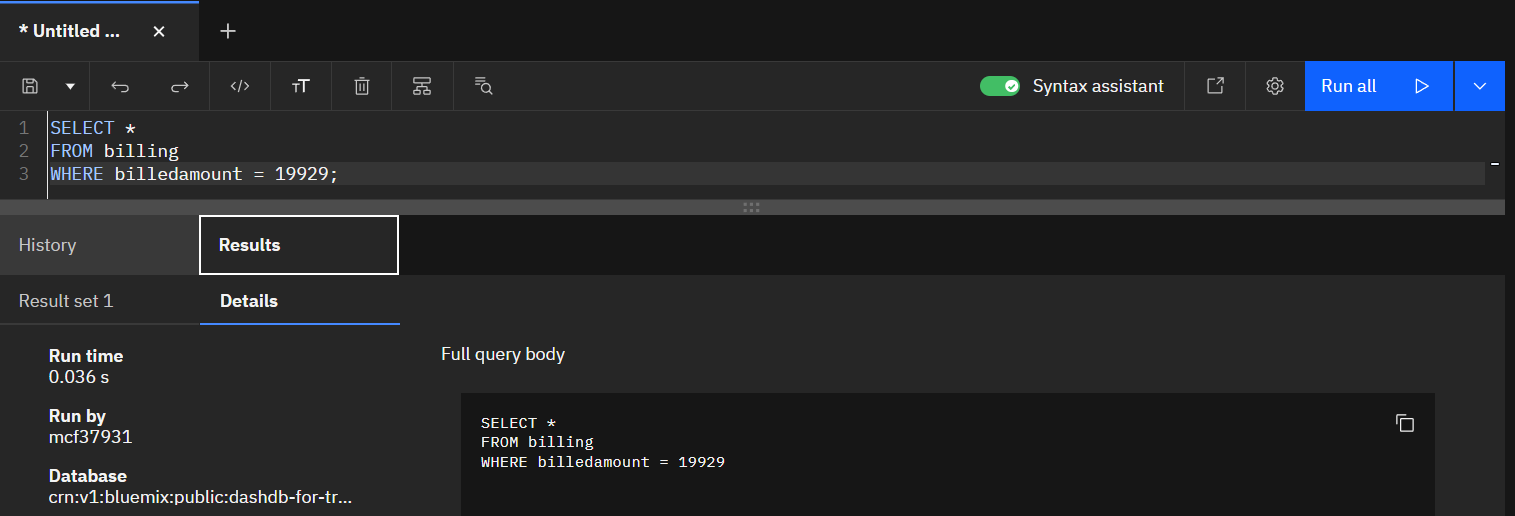 * Untitled ...
Syntax assistant
Run all
1 SELECT *
2 FROM billing
3 WHERE billedamount = 19929;
History
Results
Result set 1
Details
Run time
0.036 s
Run by
mcf37931
Database
crn:v1:bluemix:public:dashdb-for-tr...
Full query body
SELECT *
FROM billing
WHERE billedamount = 19929